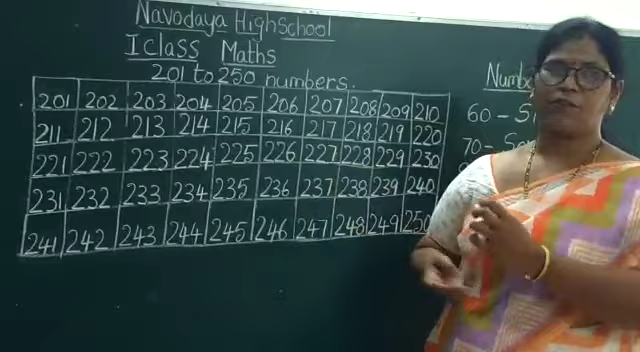 Navodaya HighSchool
I class Maths
201 to 250 numbers.
201 202 203 204 205 206 207 208 209 210
211 212 213 214 215 216 217 218 219 220
221 222 223 224 225 226 227 228 229 230
231 232 233 234 235 236 237 238 239 240
241 242 243 244 245 246 247 248 249 250
60 -
70 -